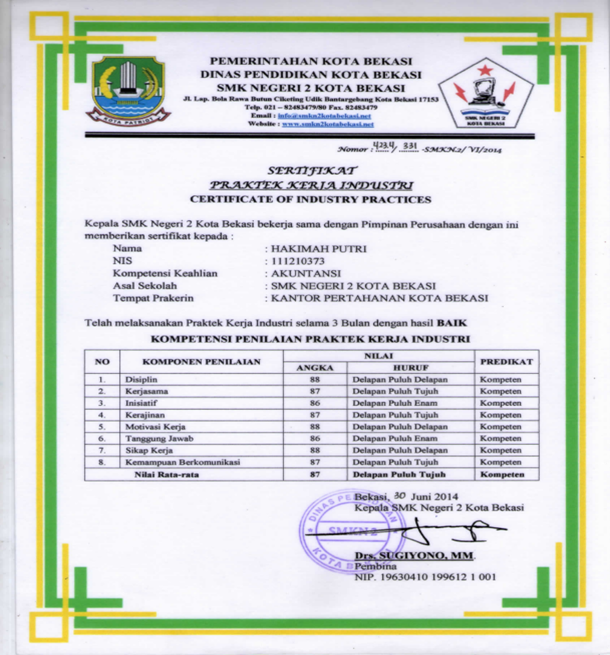 PEMERINTAHAN KOTA BEKASI
DINAS PENDIDIKAN KOTA BEKASI
SMK NEGERI 2 KOTA BEKASI
Jl. Lap. Bola Rawa Butun Ciketing Udik Bantargebang Kota Bekasi 17153
Telp. 021 – 82483479/80 Fax. 82483479
Email : info@smkn2kotabekasi.net
Website : www.smkn2kotabekasi.net
KOTA PATRIOT
SMK NEGERI 2
KOTA BEKASI
Nomor : 423.4/ 331 -SMKN.2/ VI/2014
SERTIFIKAT
PRAKTEK KERJA INDUSTRI
CERTIFICATE OF INDUSTRY PRACTICES
Kepala SMK Negeri 2 Kota Bekasi bekerja sama dengan Pimpinan Perusahaan dengan ini
memberikan sertifikat kepada :
Nama : HAKIMAH PUTRI
NIS : 111210373
Kompetensi Keahlian : AKUNTANSI
Asal Sekolah : SMK NEGERI 2 KOTA BEKASI
Tempat Prakerin : KANTOR PERTAHANAN KOTA BEKASI
Telah melaksanakan Praktek Kerja Industri selama 3 Bulan dengan hasil BAIK
KOMPETENSI PENILAIAN PRAKTEK KERJA INDUSTRI
NO KOMPONEN PENILAIAN NILAI PREDIKAT
ANGKA HURUF
1. Disiplin 88 Delapan Puluh Delapan Kompeten
2. Kerjasama 87 Delapan Puluh Tujuh Kompeten
3. Inisiatif 86 Delapan Puluh Enam Kompeten
4. Kerajinan 87 Delapan Puluh Tujuh Kompeten
5. Motivasi Kerja 88 Delapan Puluh Delapan Kompeten
6. Tanggung Jawab 86 Delapan Puluh Enam Kompeten
7. Sikap Kerja 88 Delapan Puluh Delapan Kompeten
8. Kemampuan Berkomunikasi 87 Delapan Puluh Tujuh Kompeten
Nilai Rata-rata 87 Delapan Puluh Tujuh Kompeten
Bekasi, 30 Juni 2014
Kepala SMK Negeri 2 Kota Bekasi
DINAS PENDIDIKAN
SMKN 2
KOTA BEKASI
Drs. SUGIYONO, MM.
Pembina
NIP. 19630410 199612 1 001